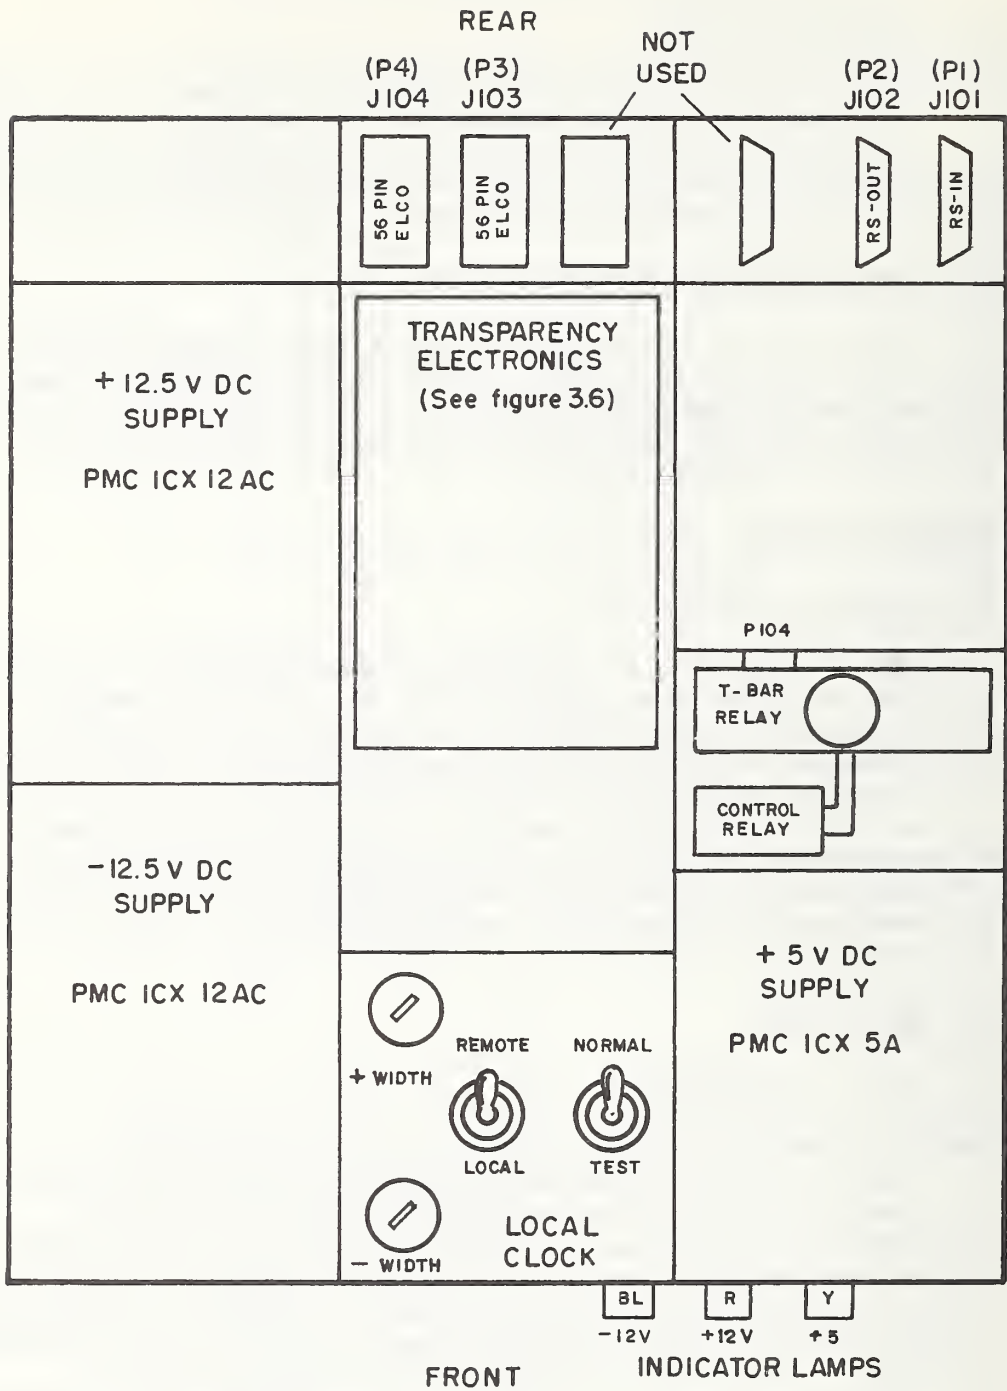 REAR
NOT
USED
(P4)
J104
(P3)
J103
(P2)
J102
(P1)
J101
56 PIN
ELCO
56 PIN
ELCO
RS-OUT
RS-IN
TRANSPARENCY
ELECTRONICS
(See figure 3.6)
+ 12.5 V DC
SUPPLY
PMC ICX 12 AC
P104
T-BAR
RELAY
CONTROL
RELAY
-12.5 V DC
SUPPLY
PMC ICX 12 AC
+ 5 V DC
SUPPLY
PMC ICX 5A
+ WIDTH
REMOTE
LOCAL
NORMAL
TEST
- WIDTH
LOCAL
CLOCK
BL
-12V
R
+12V
Y
+5
INDICATOR LAMPS
FRONT